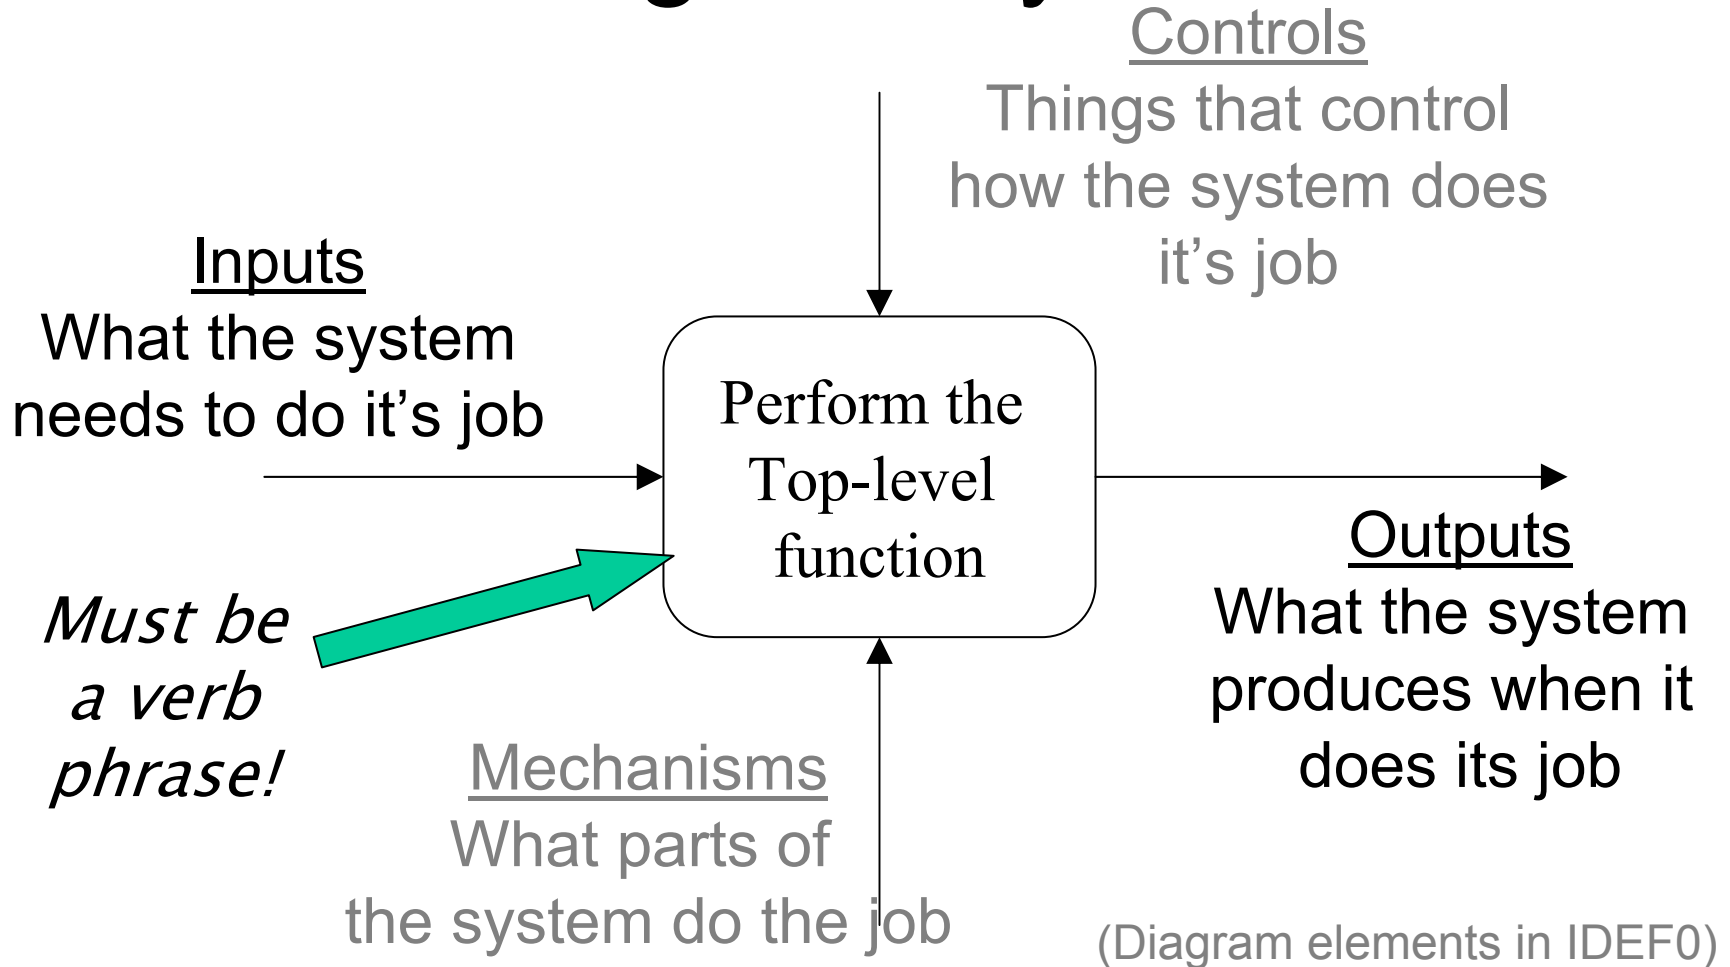 Controls
Things that control
how the system does
it’s job
Inputs
What the system
needs to do it’s job
Perform the
Top-level
function
Outputs
What the system
produces when it
does its job
Must be
a verb
phrase!
Mechanisms
What parts of
the system do the job
(Diagram elements in IDEF0)